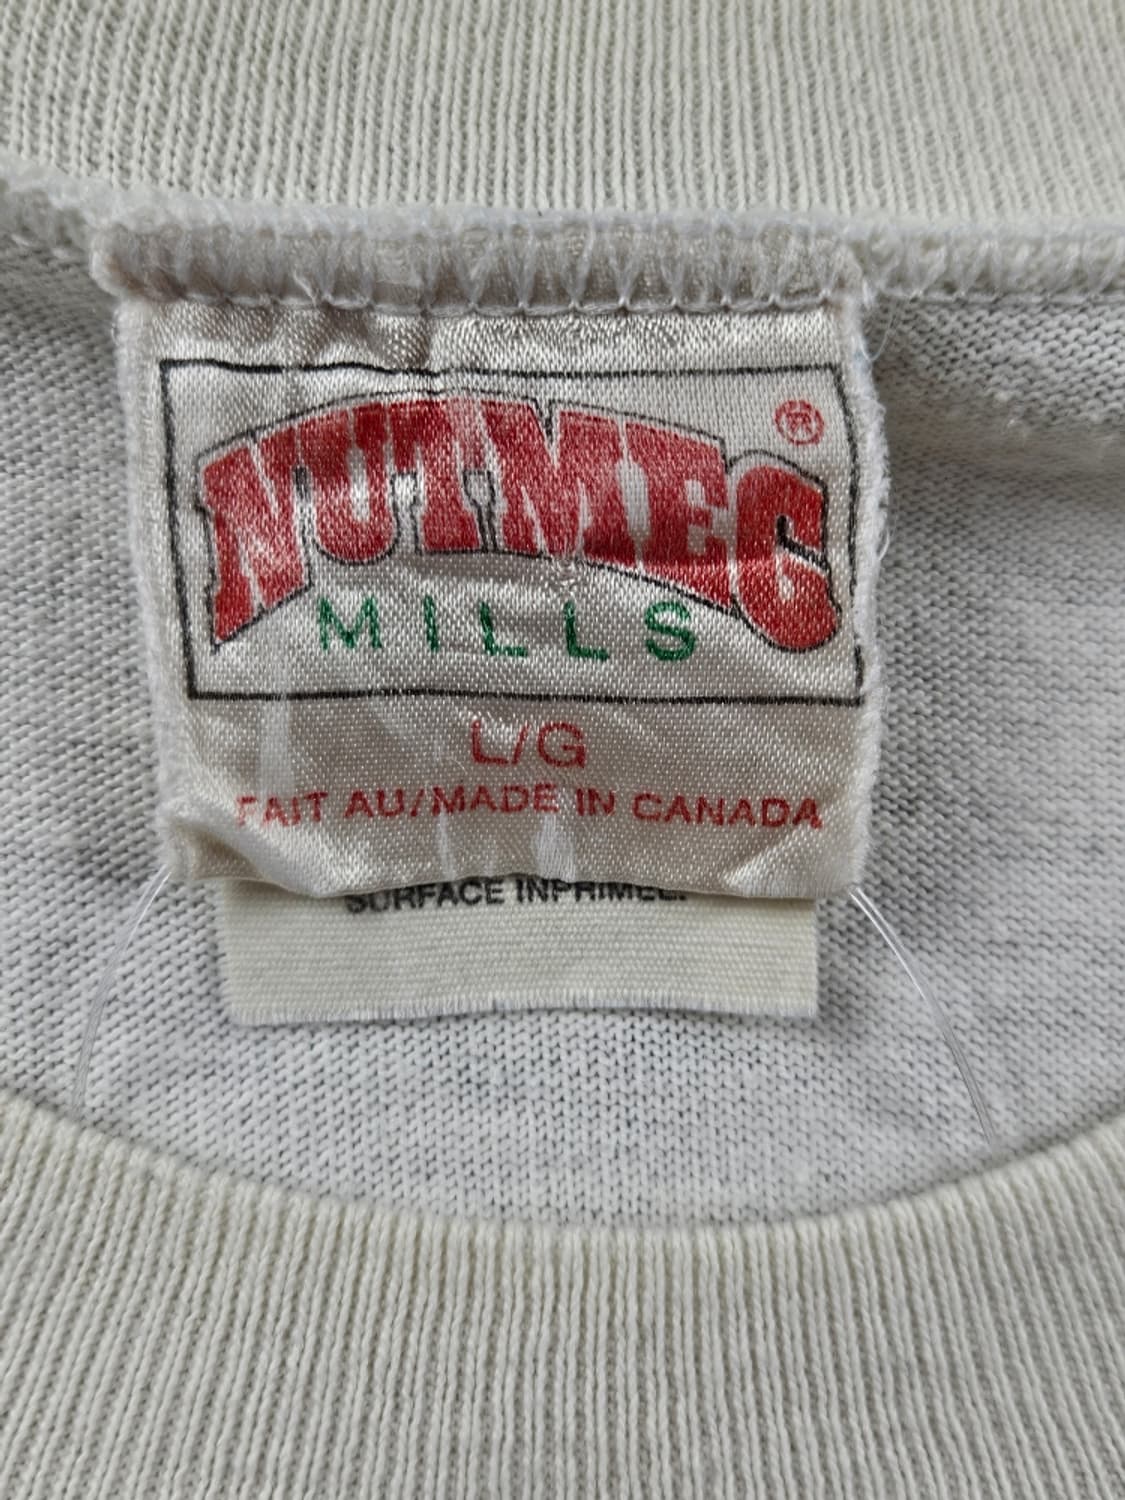 NUTMEG ®
MILLS
L/G
FAIT AU/MADE IN CANADA
SURFACE INPRIMEE.